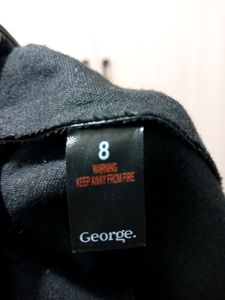 8
WARNING
KEEP AWAY FROM FIRE
George.